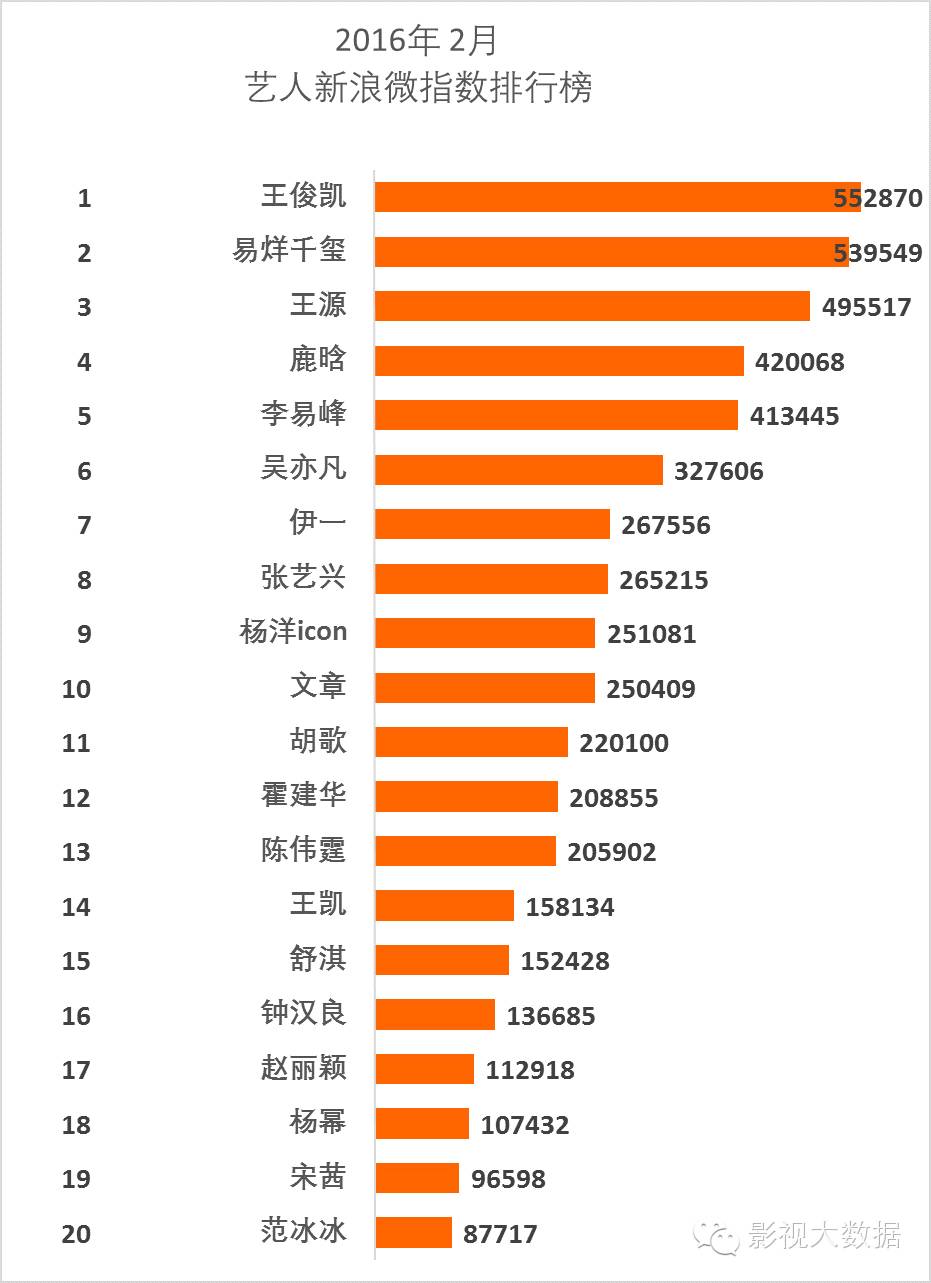 2016年 2月
艺人新浪微指数排行榜
1 王俊凯 552870
2 易烊千玺 539549
3 王源 495517
4 鹿晗 420068
5 李易峰 413445
6 吴亦凡 327606
7 伊一 267556
8 张艺兴 265215
9 杨洋icon 251081
10 文章 250409
11 胡歌 220100
12 霍建华 208855
13 陈伟霆 205902
14 王凯 158134
15 舒淇 152428
16 钟汉良 136685
17 赵丽颖 112918
18 杨幂 107432
19 宋茜 96598
20 范冰冰 87717
影视大数据